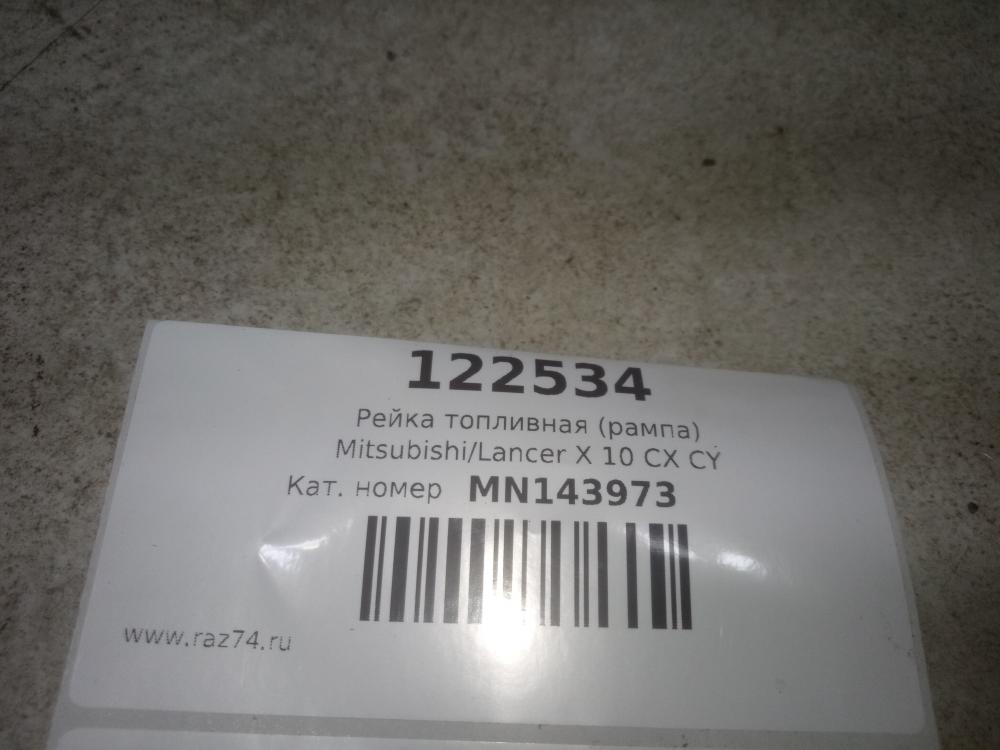 122534
Рейка топливная (рампа)
Mitsubishi/Lancer X 10 CX CY
Кат. номер MN143973
www.raz74.ru